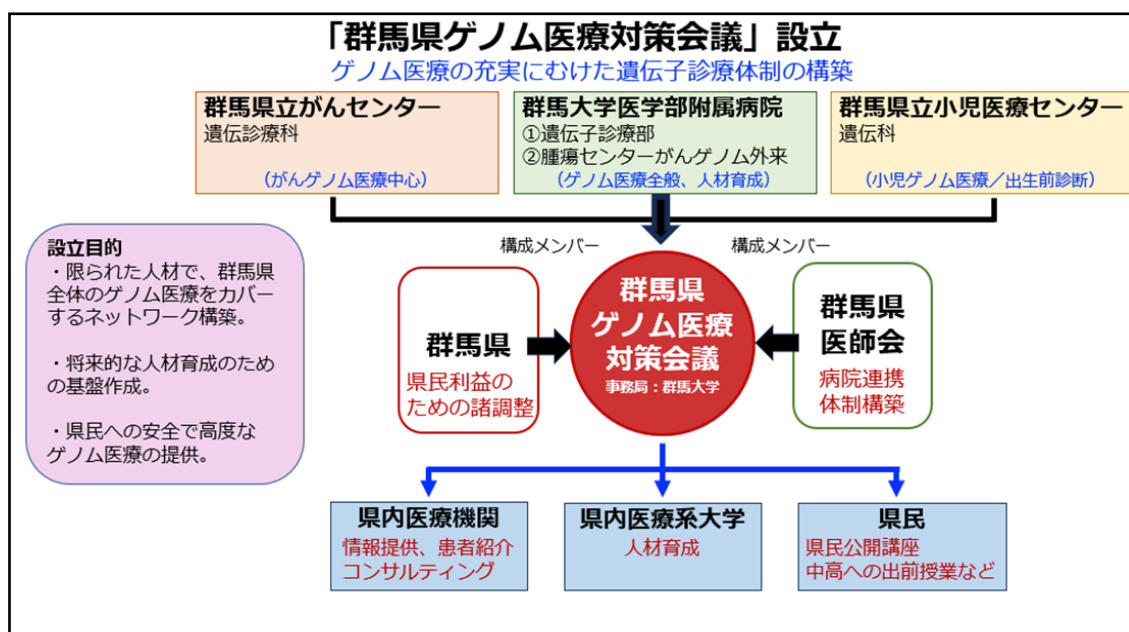 「群馬県ゲノム医療対策会議」設立
ゲノム医療の充実にむけた遺伝子診療体制の構築
群馬県立がんセンター
遺伝診療科
（がんゲノム医療中心）
群馬大学医学部附属病院
①遺伝子診療部
②腫瘍センターがんゲノム外来
（ゲノム医療全般、人材育成）
群馬県立小児医療センター
遺伝科
（小児ゲノム医療／出生前診断）
設立目的
・限られた人材で、群馬県
全体のゲノム医療をカバー
するネットワーク構築。
・将来的な人材育成のため
の基盤作成。
・県民への安全で高度な
ゲノム医療の提供。
構成メンバー
構成メンバー
群馬県
県民利益の
ための諸調整
群馬県
ゲノム医療
対策会議
事務局：群馬大学
群馬県
医師会
病院連携
体制構築
県内医療機関
情報提供、患者紹介
コンサルティング
県内医療系大学
人材育成
県民
県民公開講座
中高への出前授業など